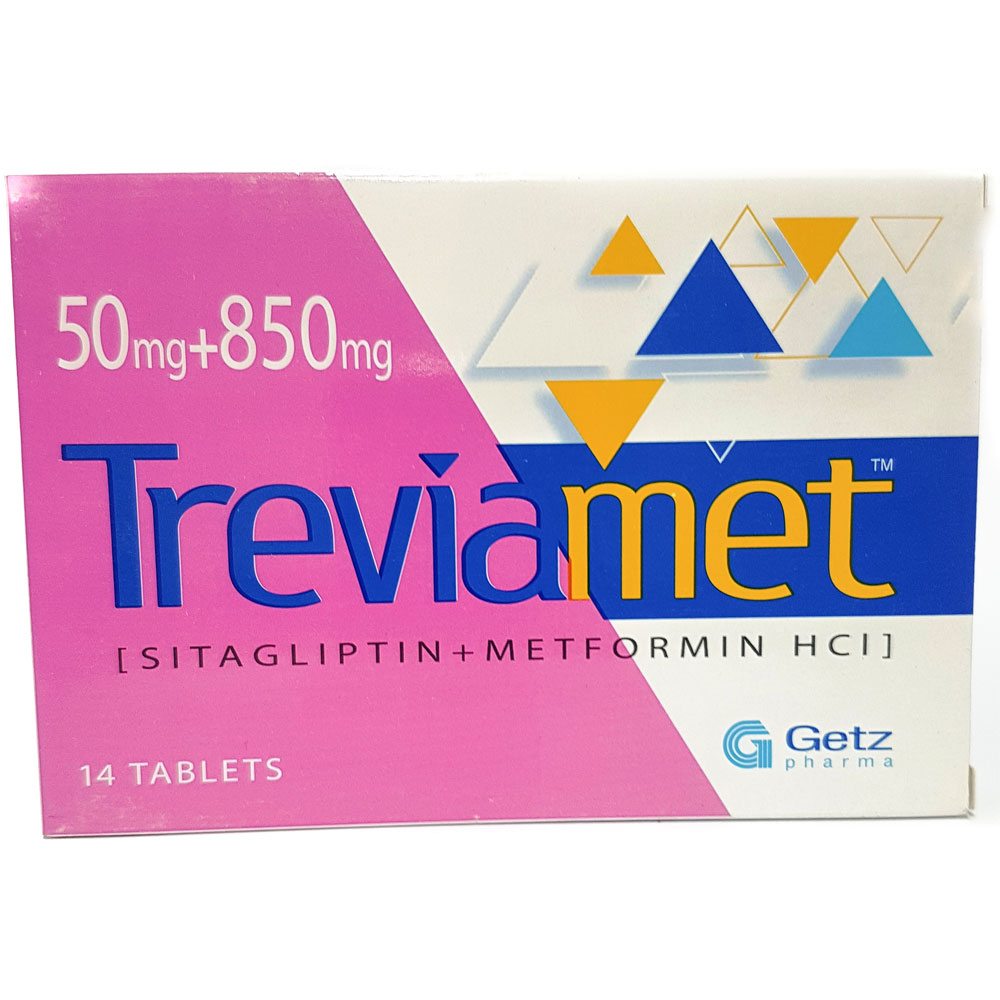 50mg+850mg
Treviamet™
[SITAGLIPTIN+METFORMIN HCl]
14 TABLETS
Getz
pharma